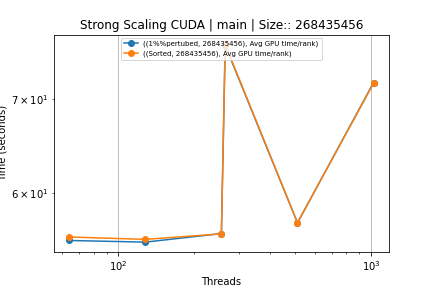 Strong Scaling CUDA | main | Size:: 268435456
((1%%pertubed, 268435456), Avg GPU time/rank)
((Sorted, 268435456), Avg GPU time/rank)
7 × 10¹
6 × 10¹
Time (seconds)
10² 10³
Threads